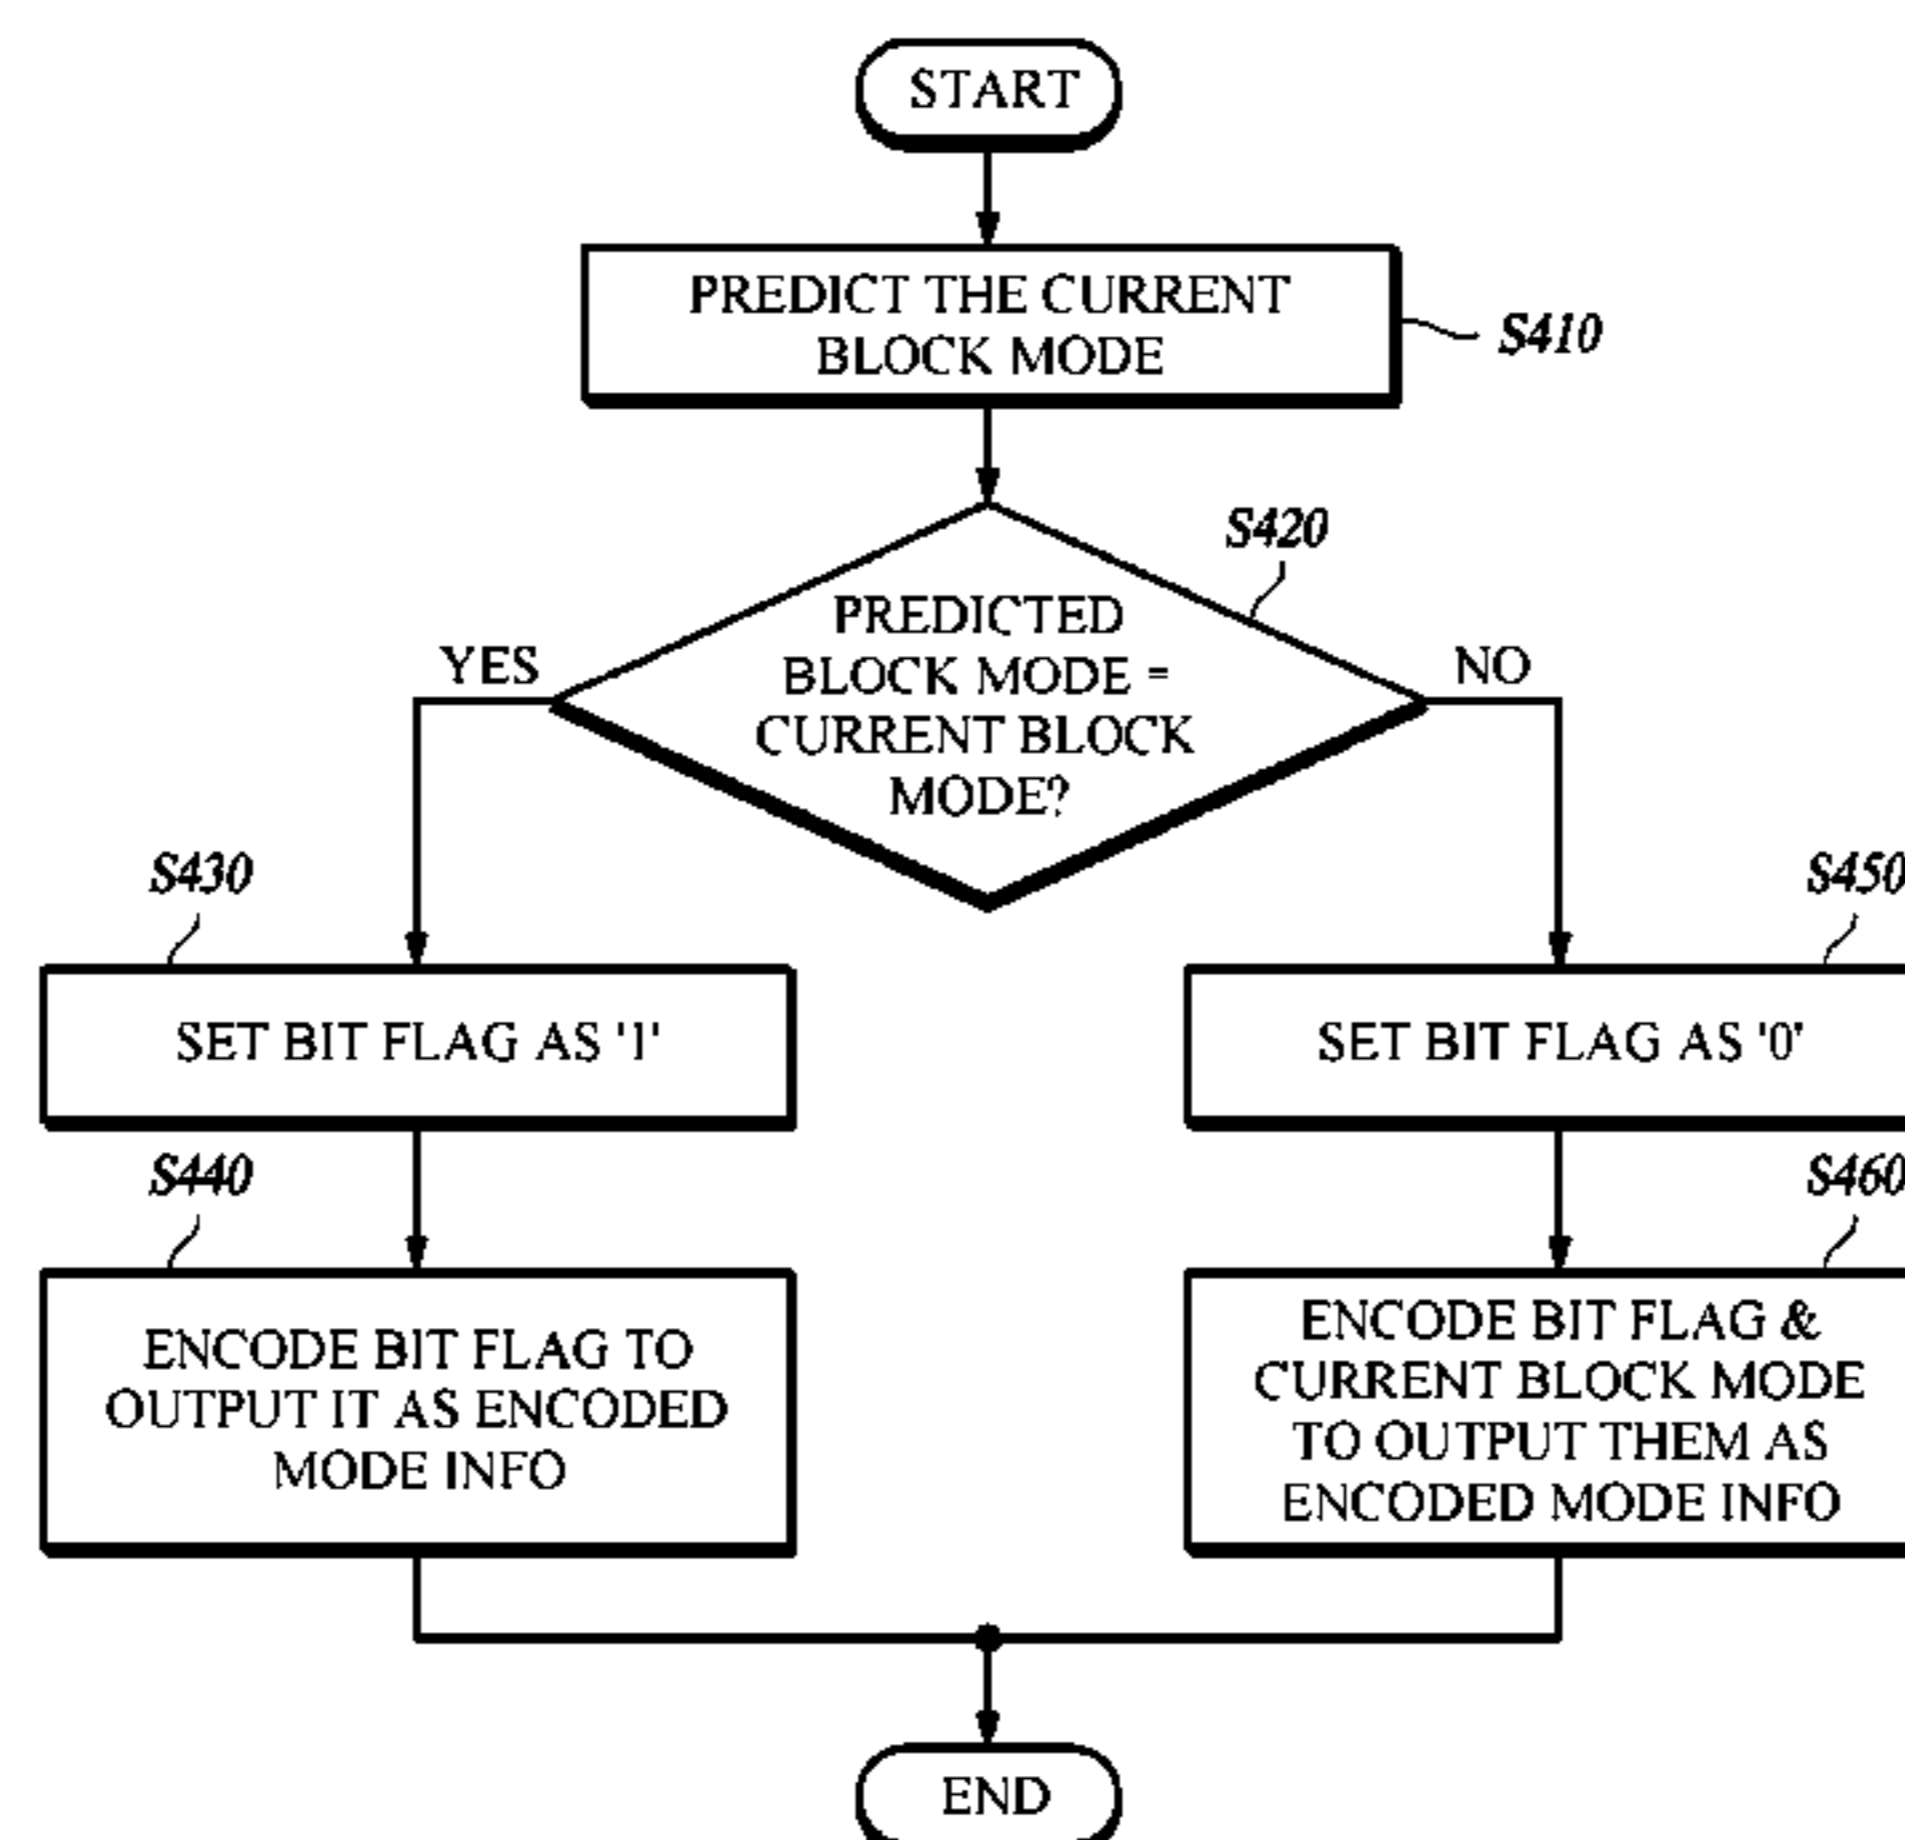 START
PREDICT THE CURRENT
BLOCK MODE
S410
S420
PREDICTED
BLOCK MODE =
CURRENT BLOCK
MODE?
YES
NO
S430
SET BIT FLAG AS '1'
S450
SET BIT FLAG AS '0'
S440
ENCODE BIT FLAG TO
OUTPUT IT AS ENCODED
MODE INFO
S460
ENCODE BIT FLAG &
CURRENT BLOCK MODE
TO OUTPUT THEM AS
ENCODED MODE INFO
END